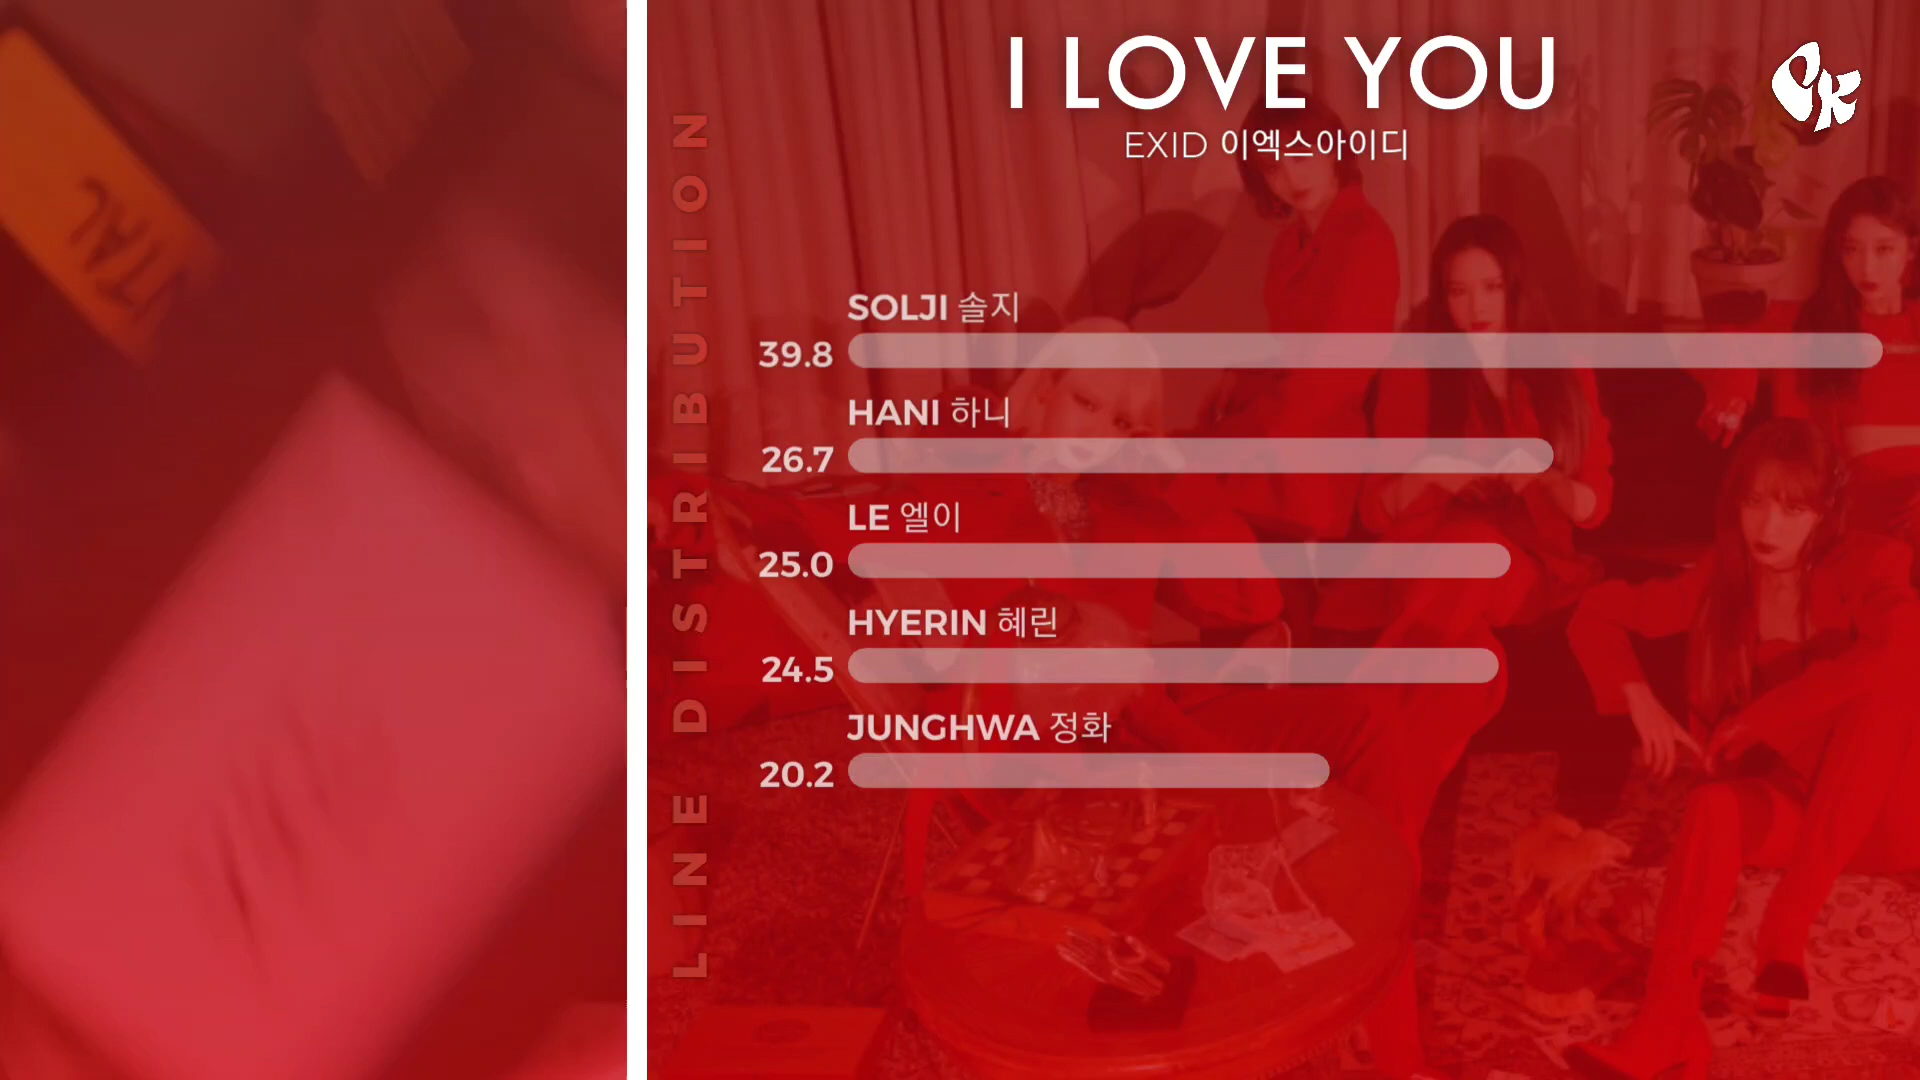 I LOVE YOU
EXID 이엑스아이디
PK
LINE DISTRIBUTION
SOLJI 솔지
39.8
HANI 하니
26.7
LE 엘이
25.0
HYERIN 혜린
24.5
JUNGHWA 정화
20.2